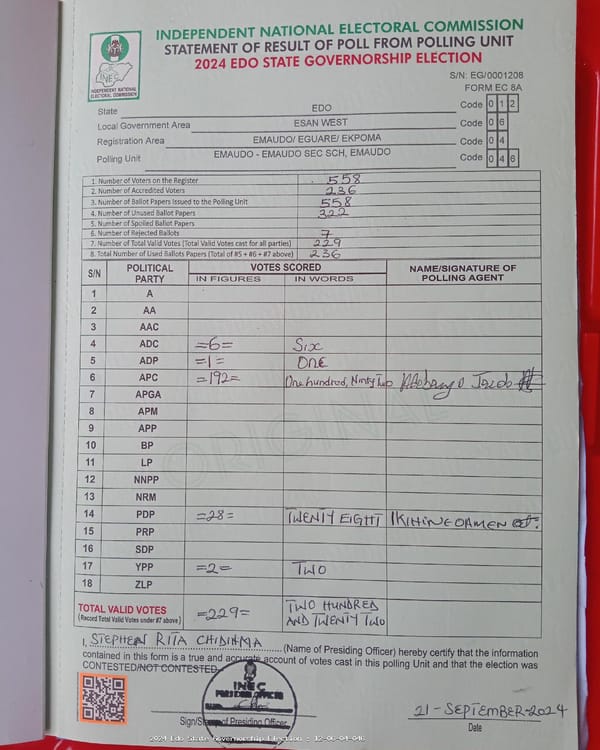 INDEPENDENT NATIONAL ELECTORAL COMMISSION
STATEMENT OF RESULT OF POLL FROM POLLING UNIT
2024 EDO STATE GOVERNORSHIP ELECTION
INEC
INDEPENDENT NATIONAL
ELECTORAL COMMISSION
S/N: EG/0001208
FORM EC 8A
State EDO Code 0 1 2
Local Government Area ESAN WEST Code 0 6
Registration Area EMAUDO/ EGUARE/ EKPOMA Code 0 4
Polling Unit EMAUDO - EMAUDO SEC SCH, EMAUDO Code 0 4 6
1. Number of Voters on the Register 558
2. Number of Accredited Voters 236
3. Number of Ballot Papers Issued to the Polling Unit 558
4. Number of Unused Ballot Papers 322
5. Number of Spoiled Ballot Papers
6. Number of Rejected Ballots 7
7. Number of Total Valid Votes (Total Valid Votes cast for all parties) 229
8. Total Number of Used Ballots Papers (Total of #5 + #6 + #7 above) 236
S/N POLITICAL PARTY VOTES SCORED NAME/SIGNATURE OF POLLING AGENT
IN FIGURES IN WORDS
1 A
2 AA
3 AAC
4 ADC =6= SIX
5 ADP =1= ONE
6 APC =192= One hundred, Ninty Two Jacob
7 APGA
8 APM
9 APP
10 BP
11 LP
12 NNPP
13 NRM
14 PDP =28= TWENTY EIGHT IKHINE OAMEN
15 PRP
16 SDP
17 YPP =2= TWO
18 ZLP
ORIGINAL
TOTAL VALID VOTES
(Record Total Valid Votes under #7 above) =229= TWO HUNDRED
AND TWENTY TWO
I, STEPHEN RITA CHIDINMA (Name of Presiding Officer) hereby certify that the information
contained in this form is a true and accurate account of votes cast in this polling Unit and that the election was
CONTESTED/NOT CONTESTED.
INEC
PRESIDING OFFICER
21-SEPTEMBER-2024
Sign/Stamp of Presiding Officer Date
2024 Edo State Governorship Election : 12-06-04-046